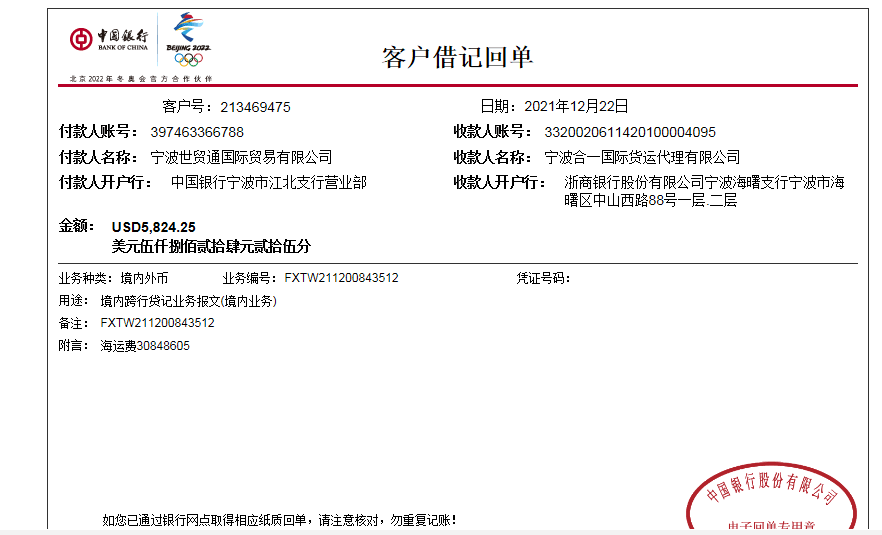 中国银行
BANK OF CHINA
BEIJING 2022
北京2022年冬奥会官方合作伙伴
客户借记回单
客户号：213469475 日期：2021年12月22日
付款人账号：397463366788 收款人账号：3320020611420100004095
付款人名称：宁波世贸通国际贸易有限公司 收款人名称：宁波合一国际货运代理有限公司
付款人开户行：中国银行宁波市江北支行营业部 收款人开户行：浙商银行股份有限公司宁波海曙支行宁波市海
曙区中山西路88号一层.二层
金额：USD5,824.25
美元伍仟捌佰贰拾肆元贰拾伍分
业务种类：境内外币 业务编号：FXTW211200843512 凭证号码：
用途：境内跨行贷记业务报文(境内业务)
备注：FXTW211200843512
附言：海运费30848605
中国银行股份有限公司
电子回单专用章
如您已通过银行网点取得相应纸质回单，请注意核对，勿重复记账！